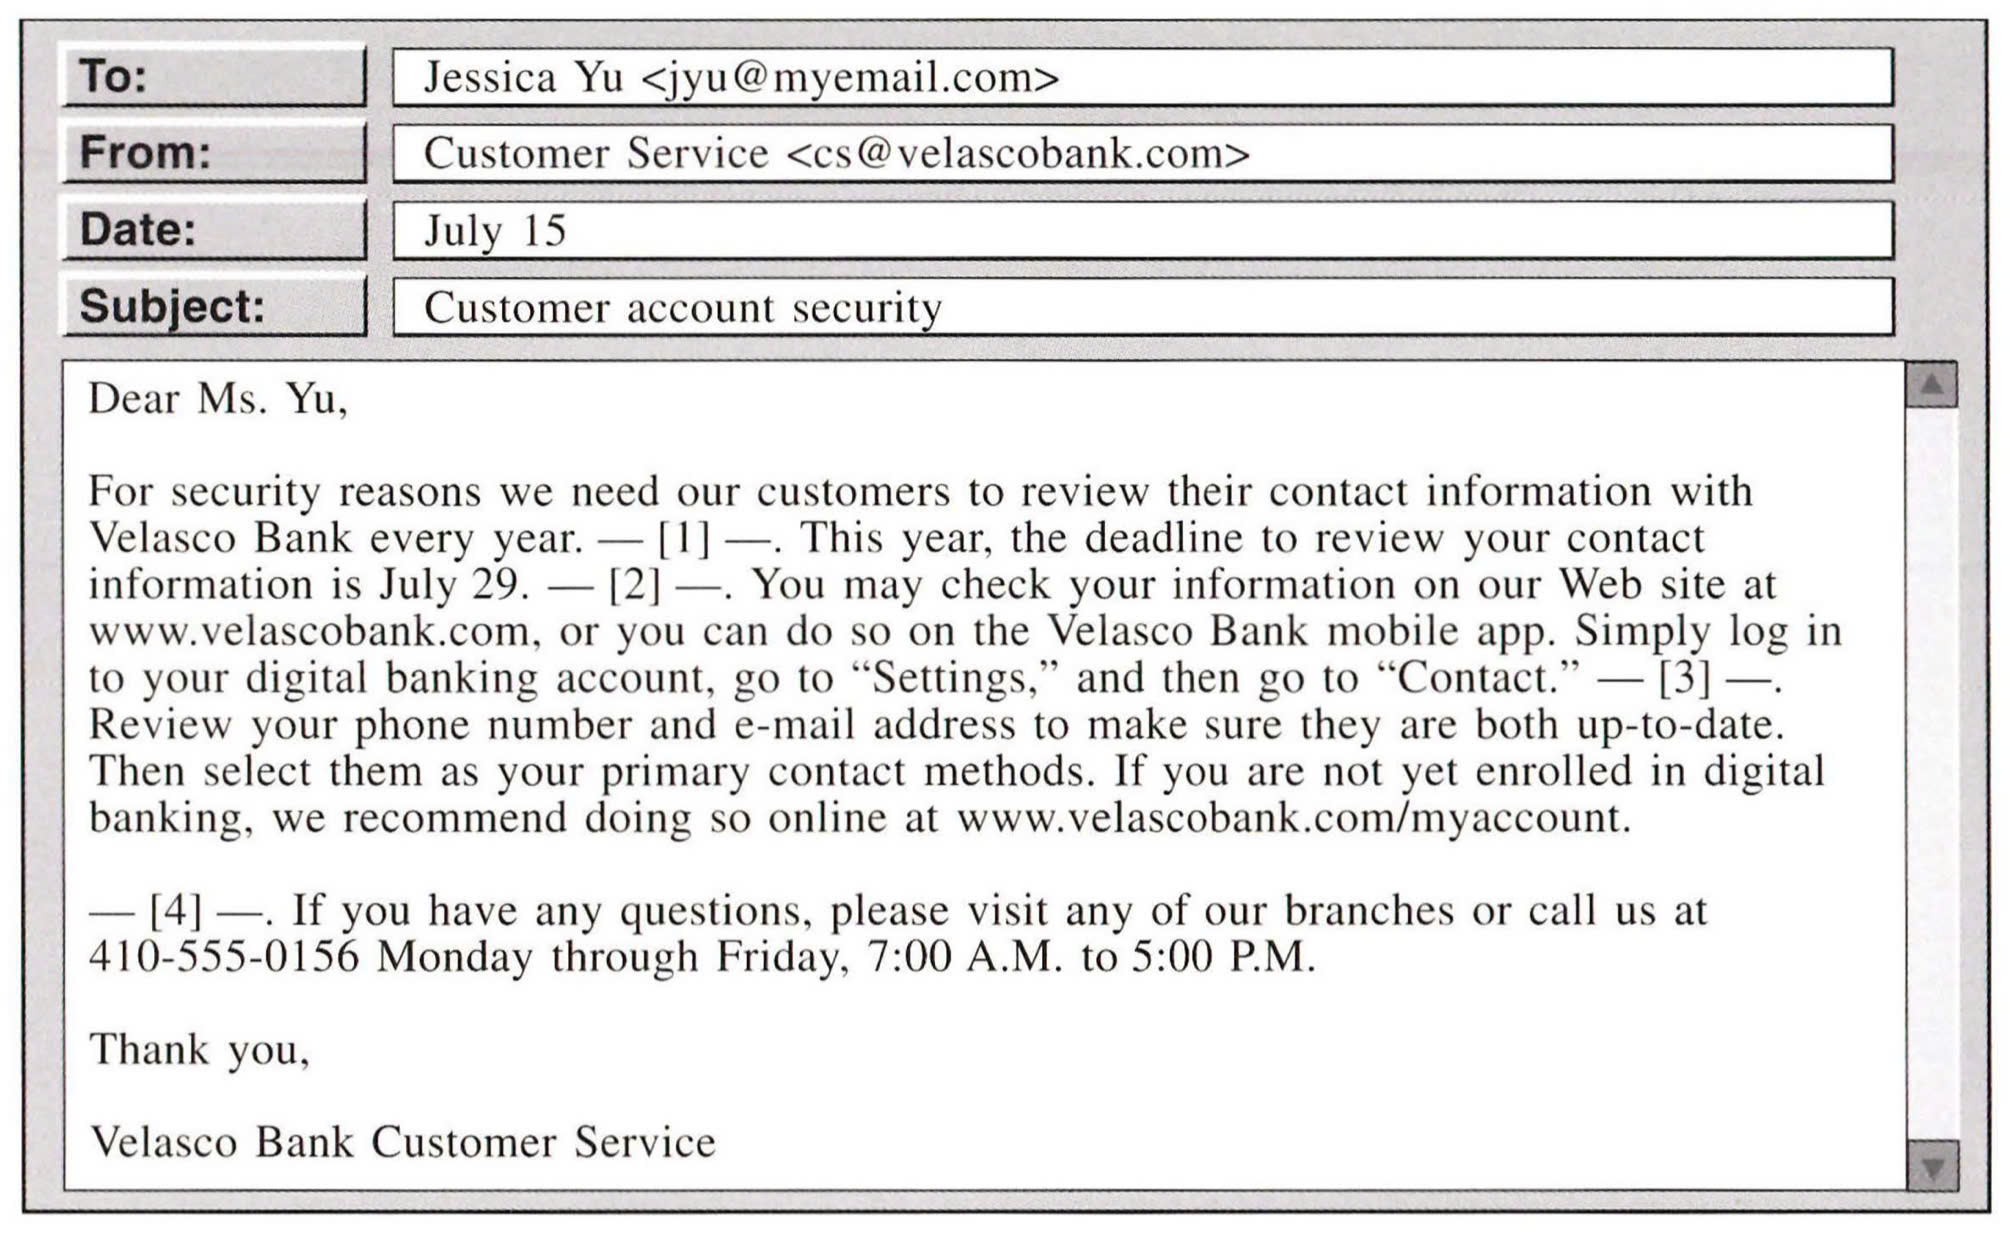 To: Jessica Yu <jyu@myemail.com>
From: Customer Service <cs@velascobank.com>
Date: July 15
Subject: Customer account security
Dear Ms. Yu,
For security reasons we need our customers to review their contact information with
Velasco Bank every year. — [1] —. This year, the deadline to review your contact
information is July 29. — [2] —. You may check your information on our Web site at
www.velascobank.com, or you can do so on the Velasco Bank mobile app. Simply log in
to your digital banking account, go to “Settings,” and then go to “Contact.” — [3] —.
Review your phone number and e-mail address to make sure they are both up-to-date.
Then select them as your primary contact methods. If you are not yet enrolled in digital
banking, we recommend doing so online at www.velascobank.com/myaccount.
— [4] —. If you have any questions, please visit any of our branches or call us at
410-555-0156 Monday through Friday, 7:00 A.M. to 5:00 P.M.
Thank you,
Velasco Bank Customer Service